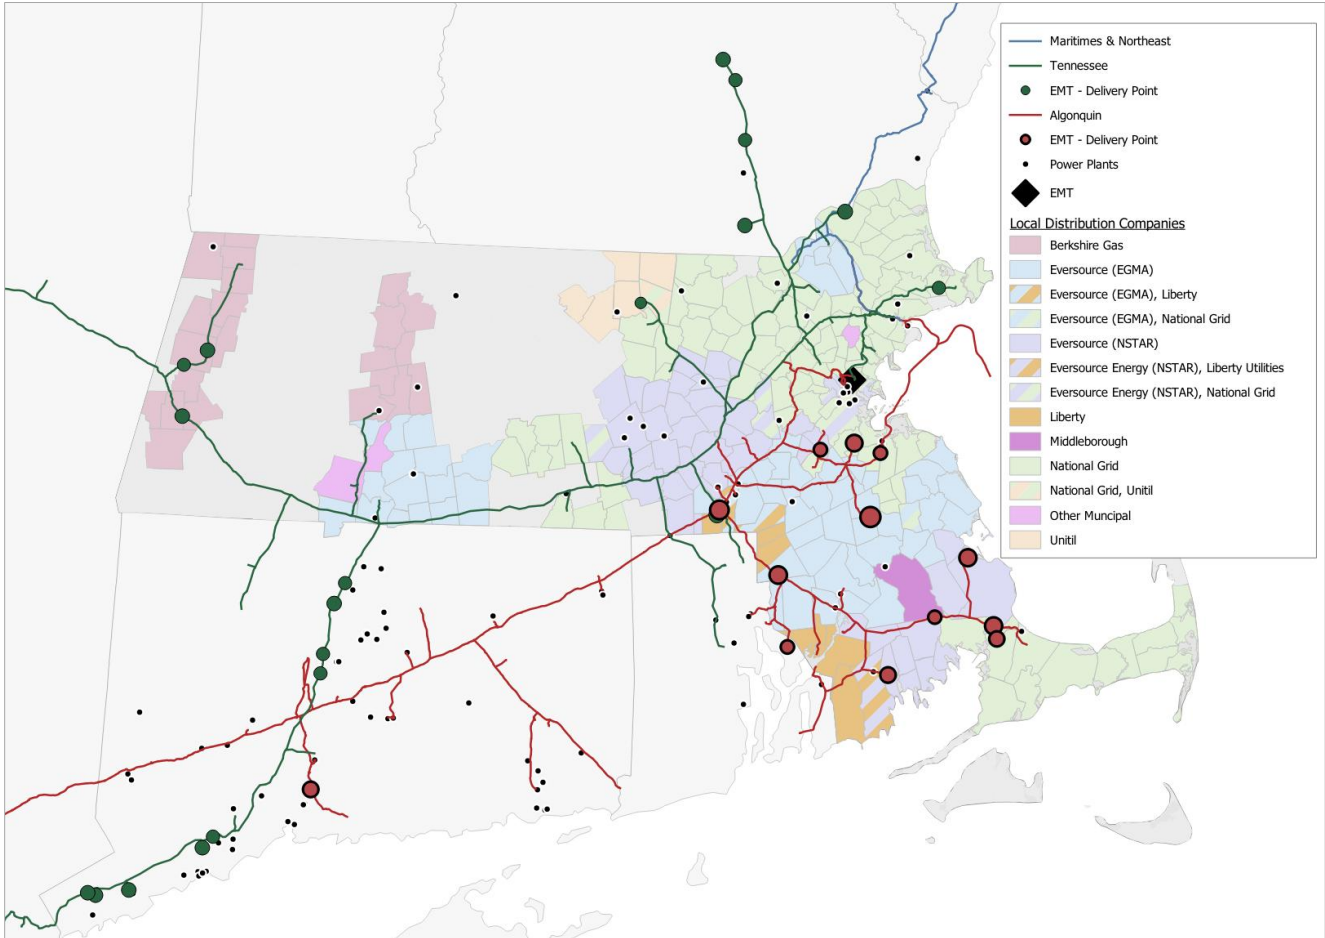 Maritimes & Northeast
Tennessee
EMT - Delivery Point
Algonquin
EMT - Delivery Point
Power Plants
EMT
Local Distribution Companies
Berkshire Gas
Eversource (EGMA)
Eversource (EGMA), Liberty
Eversource (EGMA), National Grid
Eversource (NSTAR)
Eversource Energy (NSTAR), Liberty Utilities
Eversource Energy (NSTAR), National Grid
Liberty
Middleborough
National Grid
National Grid, Unitil
Other Muncipal
Unitil